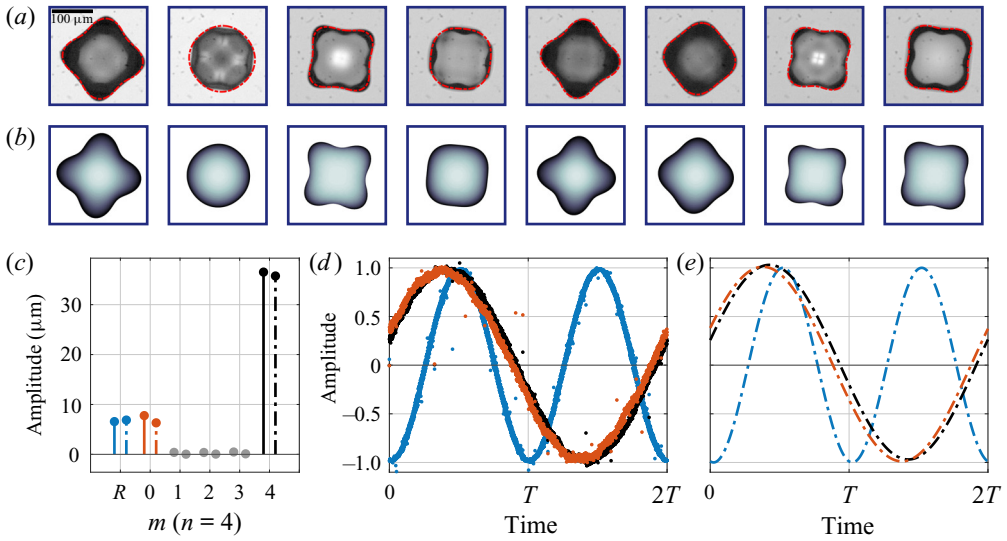 (a)
100 μm
(b)
(c)
Amplitude (μm)
30
20
10
0
R 0 1 2 3 4
m (n = 4)
(d)
Amplitude
1.0
0.5
0
−0.5
−1.0
0 T 2T
Time
(e)
0 T 2T
Time